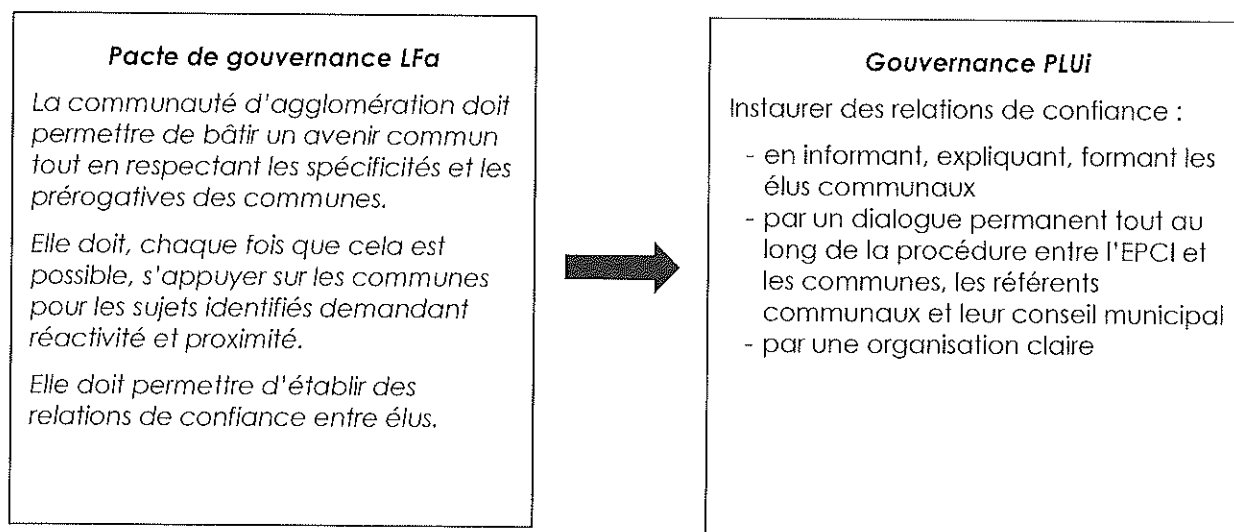 Pacte de gouvernance LFa
La communauté d'agglomération doit
permettre de bâtir un avenir commun
tout en respectant les spécificités et les
prérogatives des communes.
Elle doit, chaque fois que cela est
possible, s'appuyer sur les communes
pour les sujets identifiés demandant
réactivité et proximité.
Elle doit permettre d'établir des
relations de confiance entre élus.
Gouvernance PLUi
Instaurer des relations de confiance :
- en informant, expliquant, formant les
élus communaux
- par un dialogue permanent tout au
long de la procédure entre l'EPCI et
les communes, les référents
communaux et leur conseil municipal
- par une organisation claire